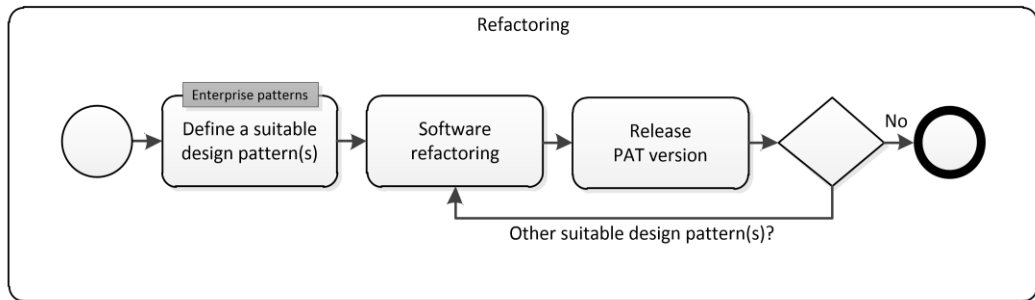 Refactoring
Enterprise patterns
Define a suitable
design pattern(s)
Software
refactoring
Release
PAT version
No
Other suitable design pattern(s)?